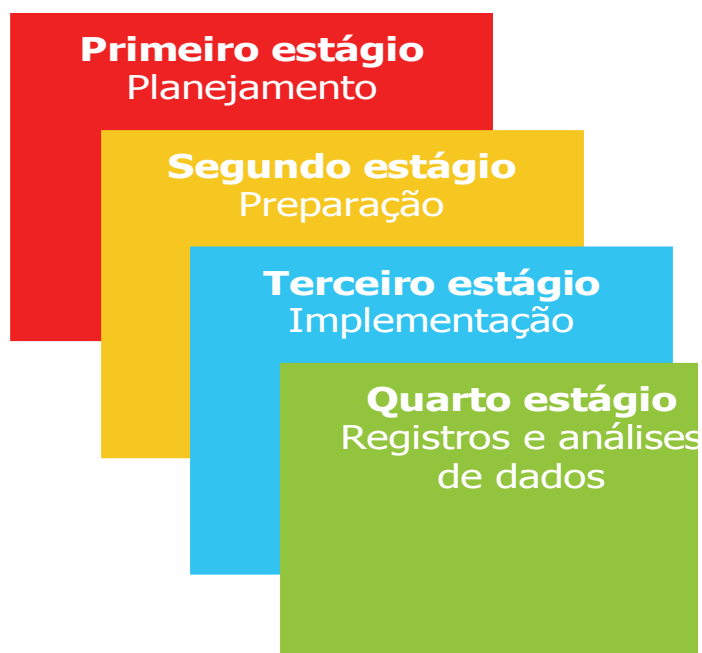 Primeiro estágio
Planejamento
Segundo estágio
Preparação
Terceiro estágio
Implementação
Quarto estágio
Registros e análises
de dados